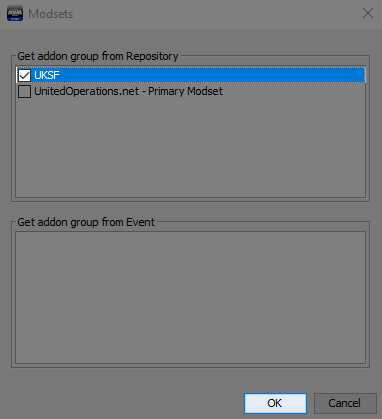 Modsets
Get addon group from Repository
UKSF
UnitedOperations.net - Primary Modset
Get addon group from Event
OK
Cancel